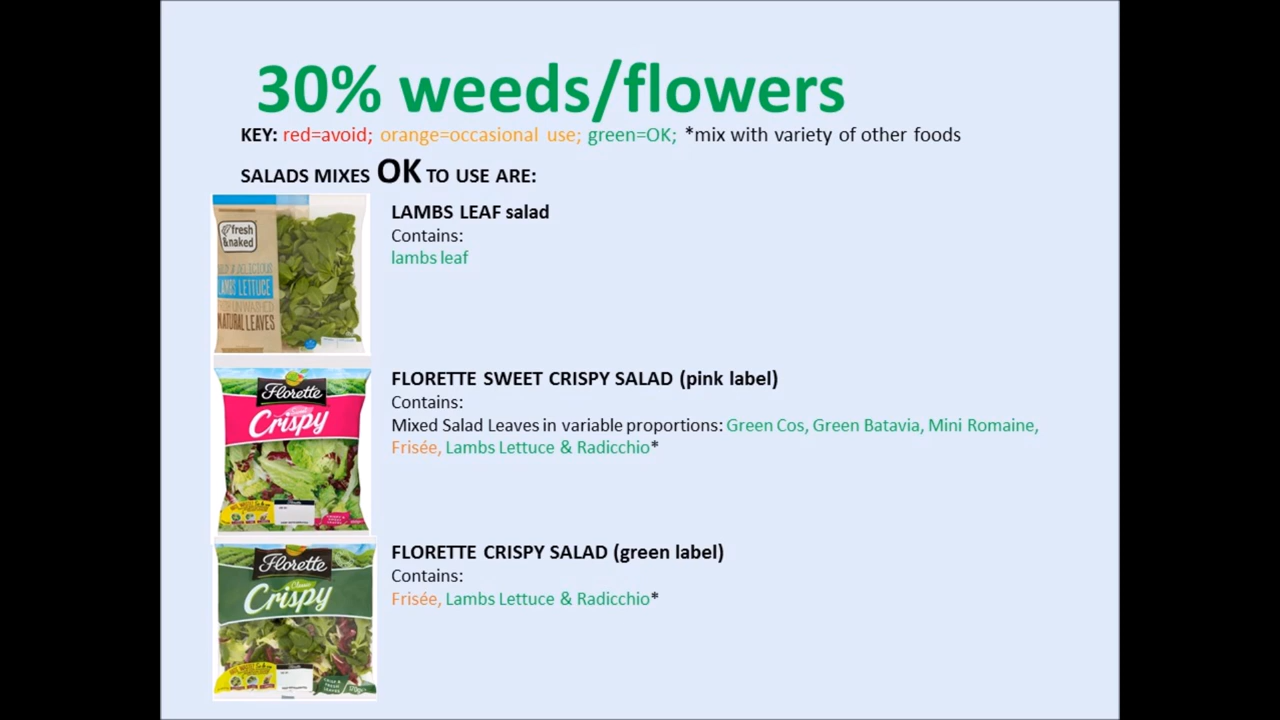 30% weeds/flowers
KEY: red=avoid; orange=occasional use; green=OK; *mix with variety of other foods
SALADS MIXES OK TO USE ARE:
fresh
&naked
LAMBS LETTUCE
NATURAL LEAVES
LAMBS LEAF salad
Contains:
lambs leaf
Florette
Crispy
FLORETTE SWEET CRISPY SALAD (pink label)
Contains:
Mixed Salad Leaves in variable proportions: Green Cos, Green Batavia, Mini Romaine,
Frisée, Lambs Lettuce & Radicchio*
Florette
Classic
Crispy
FLORETTE CRISPY SALAD (green label)
Contains:
Frisée, Lambs Lettuce & Radicchio*